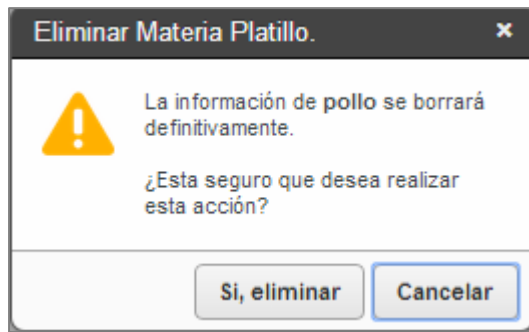 Eliminar Materia Platillo.
La información de pollo se borrará
definitivamente.
¿Esta seguro que desea realizar
esta acción?
Si, eliminar
Cancelar